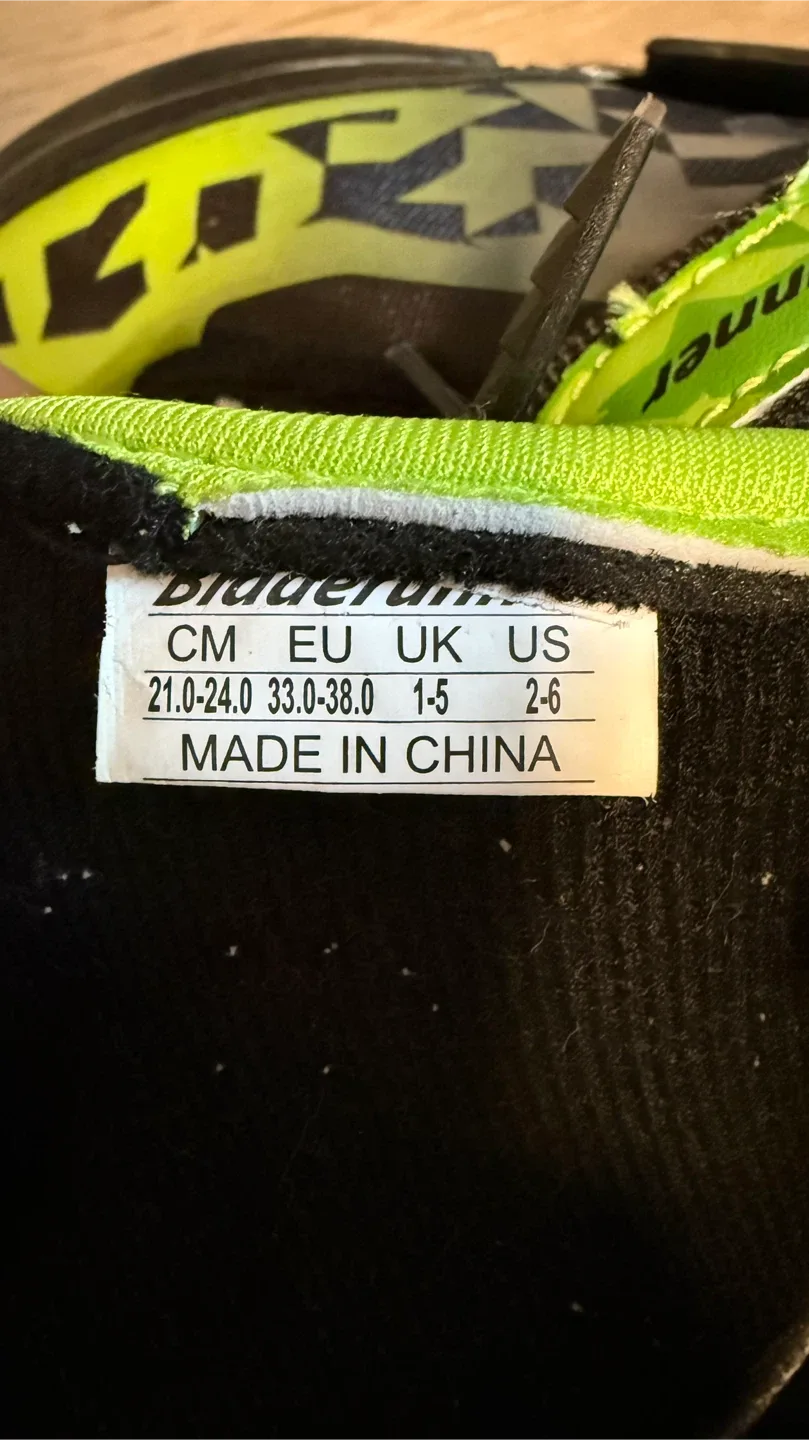 unner
CM EU UK US
21.0-24.0 33.0-38.0 1-5 2-6
MADE IN CHINA